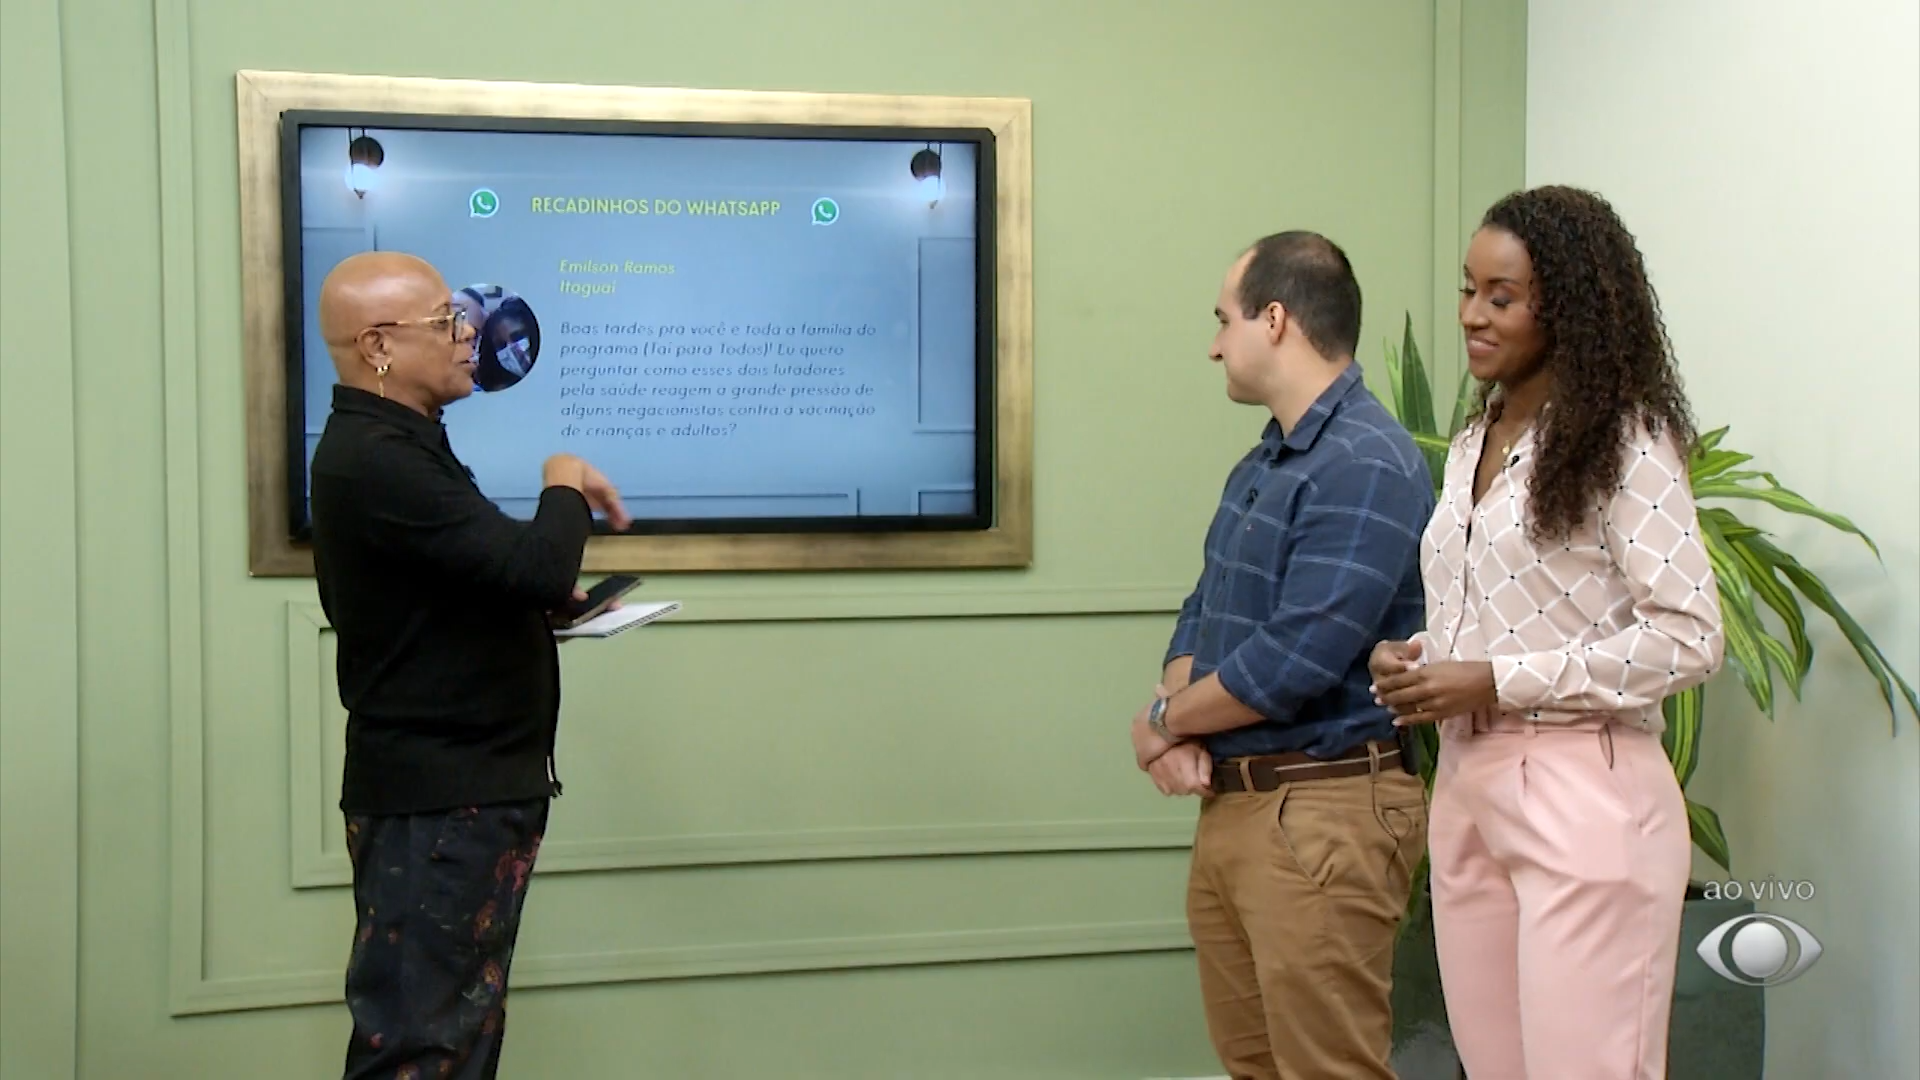 RECADINHOS DO WHATSAPP
Emilson Ramos
Itaguaí
Boas tardes pra você e toda a família do
programa (Tai para Todos)! Eu quero
perguntar como esses dois lutadores
pela saúde reagem a grande pressão de
alguns negacionistas contra a vacinação
de crianças e adultos?
ao vivo